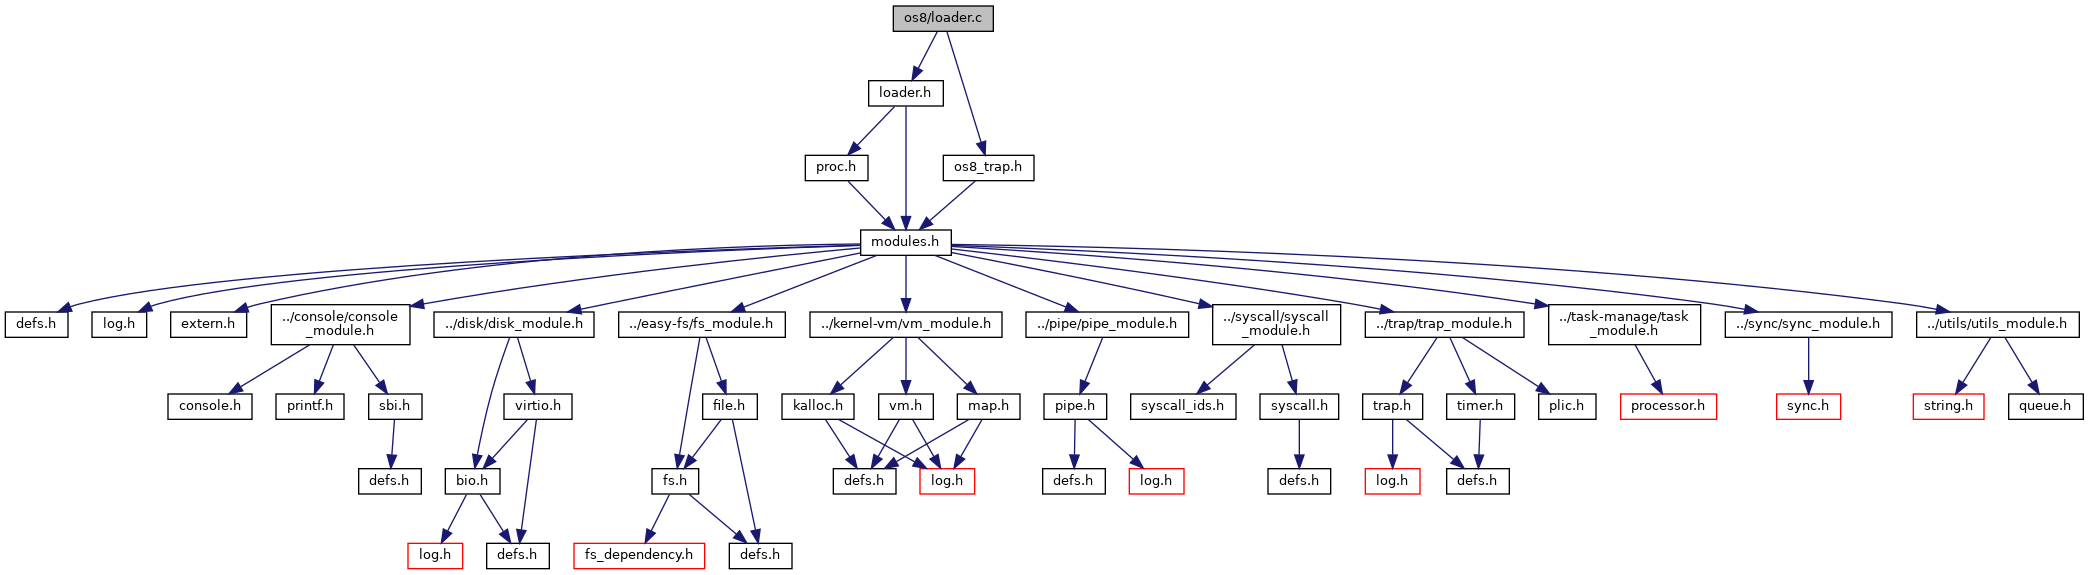 os8/loader.c
loader.h
proc.h
os8_trap.h
modules.h
defs.h
log.h
extern.h
../console/console
_module.h
../disk/disk_module.h
../easy-fs/fs_module.h
../kernel-vm/vm_module.h
../pipe/pipe_module.h
../syscall/syscall
_module.h
../trap/trap_module.h
../task-manage/task
_module.h
../sync/sync_module.h
../utils/utils_module.h
console.h
printf.h
sbi.h
virtio.h
file.h
kalloc.h
vm.h
map.h
pipe.h
syscall_ids.h
syscall.h
trap.h
timer.h
plic.h
processor.h
sync.h
string.h
queue.h
defs.h
bio.h
fs.h
defs.h
log.h
defs.h
log.h
defs.h
log.h
defs.h
log.h
defs.h
fs_dependency.h
defs.h